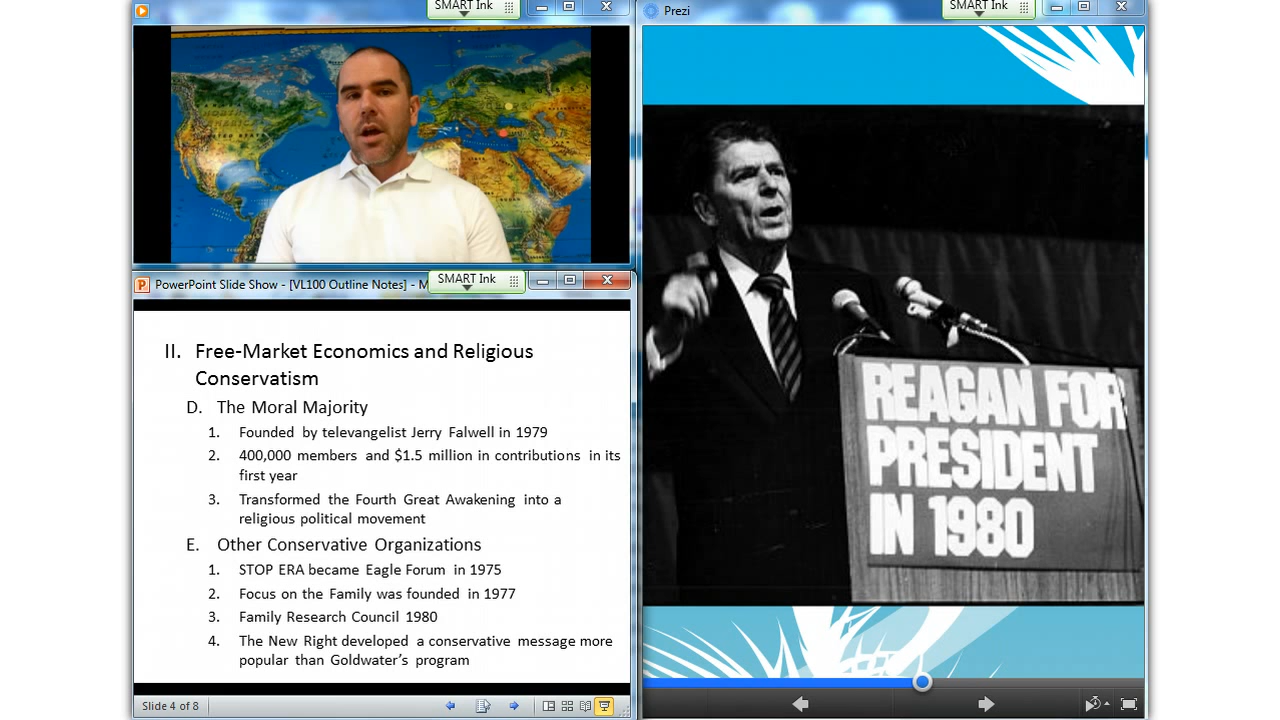 SMART Ink
SMART Ink
Prezi
UNITED STATES
PowerPoint Slide Show - [VL100 Outline Notes] - M
SMART Ink
II. Free-Market Economics and Religious
Conservatism
D. The Moral Majority
1. Founded by televangelist Jerry Falwell in 1979
2. 400,000 members and $1.5 million in contributions in its
first year
3. Transformed the Fourth Great Awakening into a
religious political movement
E. Other Conservative Organizations
1. STOP ERA became Eagle Forum in 1975
2. Focus on the Family was founded in 1977
3. Family Research Council 1980
4. The New Right developed a conservative message more
popular than Goldwater's program
Slide 4 of 8
REAGAN FOR
PRESIDENT
IN 1980